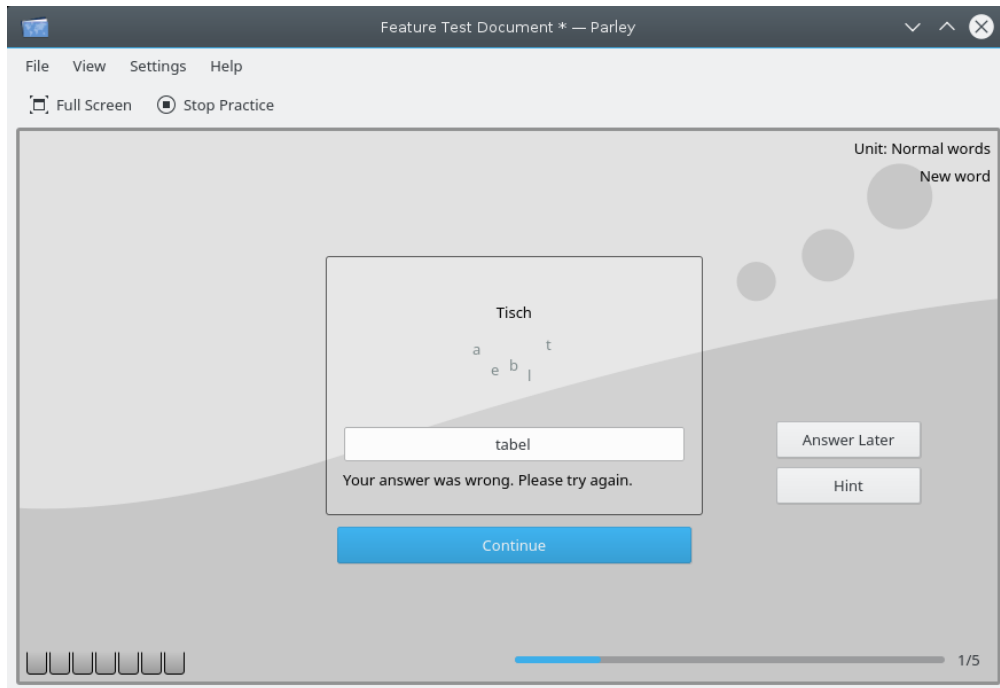 Feature Test Document * — Parley
File View Settings Help
Full Screen Stop Practice
Unit: Normal words
New word
Tisch
a t
e b l
tabel
Your answer was wrong. Please try again.
Answer Later
Hint
Continue
1/5